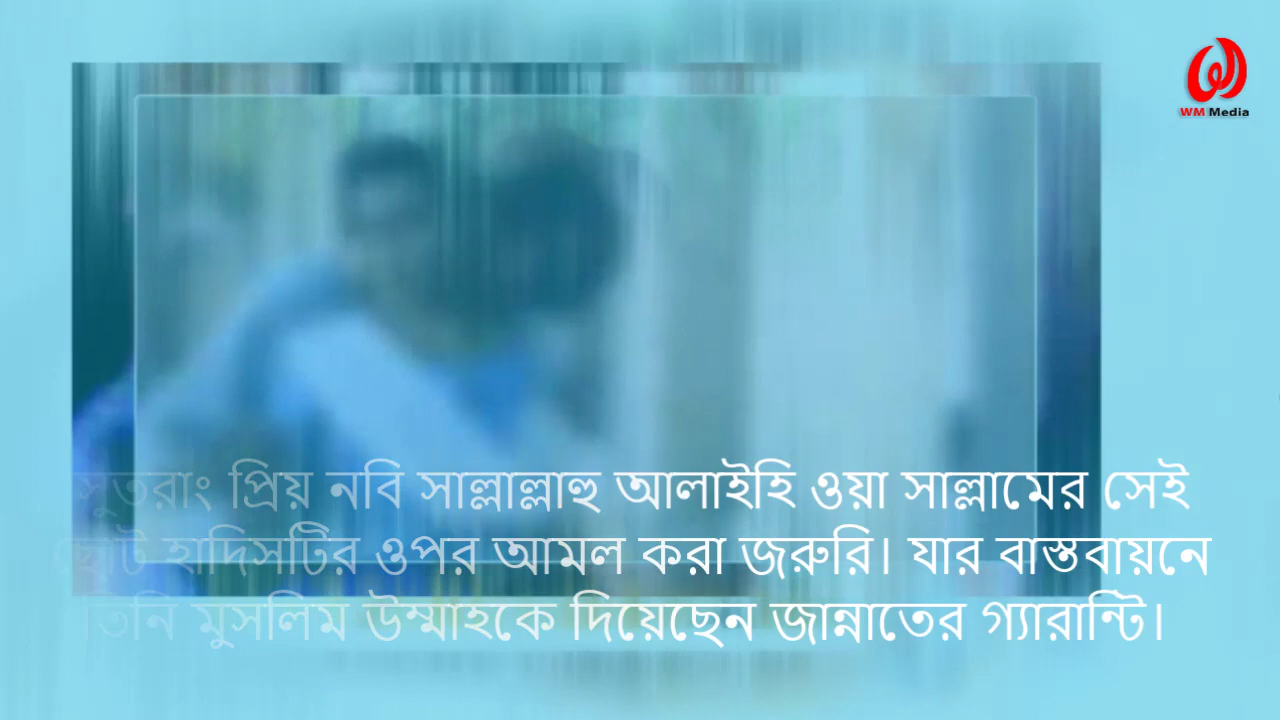 WM Media
সুতরাং প্রিয় নবি সাল্লাল্লাহু আলাইহি ওয়া সাল্লামের সেই
ছোট হাদিসটির ওপর আমল করা জরুরি। যার বাস্তবায়নে
তিনি মুসলিম উম্মাহকে দিয়েছেন জান্নাতের গ্যারান্টি।